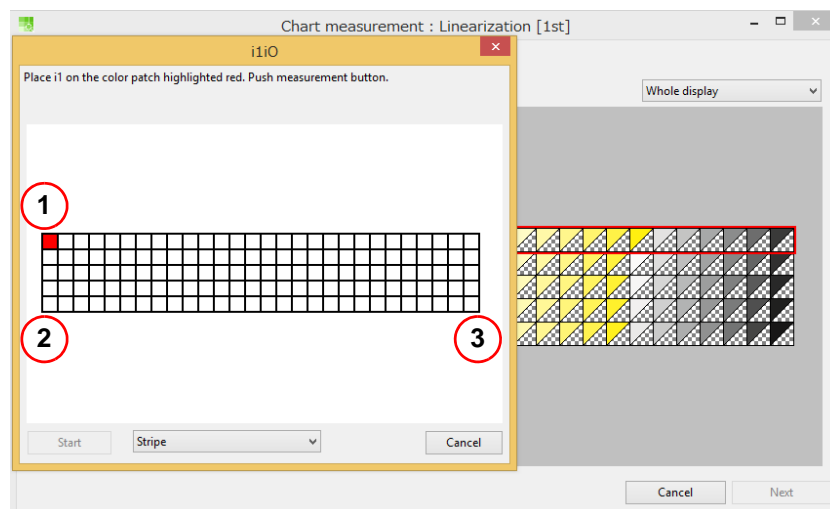 Chart measurement : Linearization [1st]
i1iO
Place i1 on the color patch highlighted red. Push measurement button.
Whole display
1
2
3
Start
Stripe
Cancel
Cancel
Next